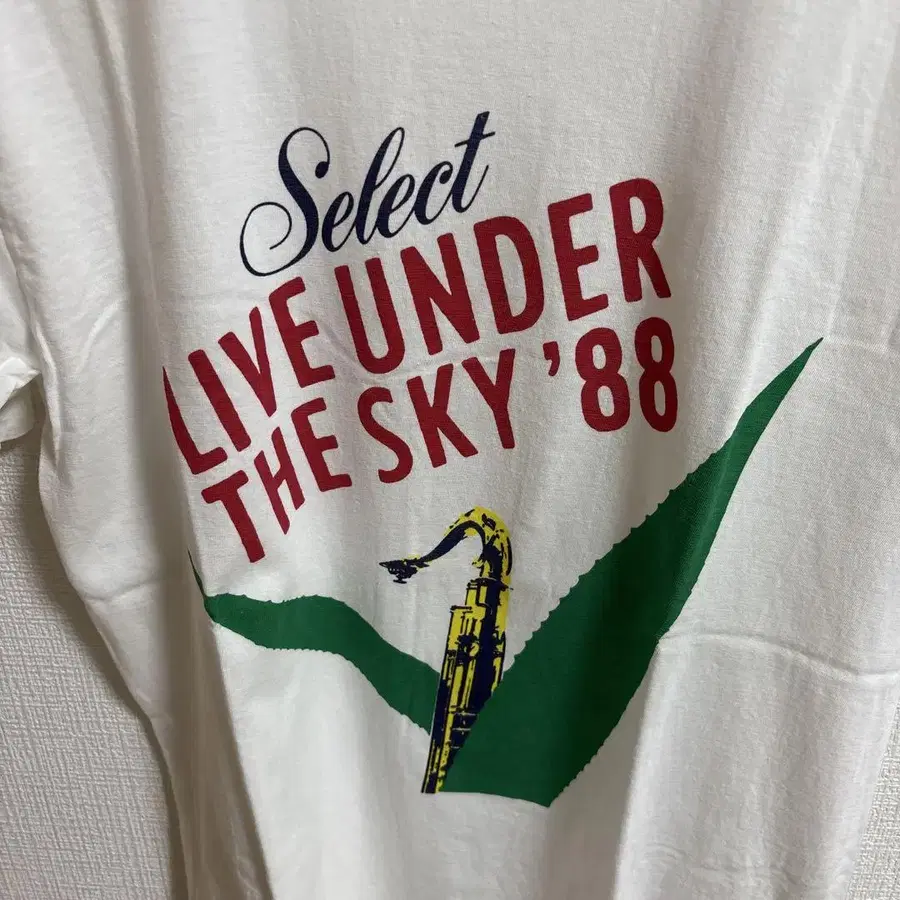 Select
LIVE UNDER
THE SKY '88